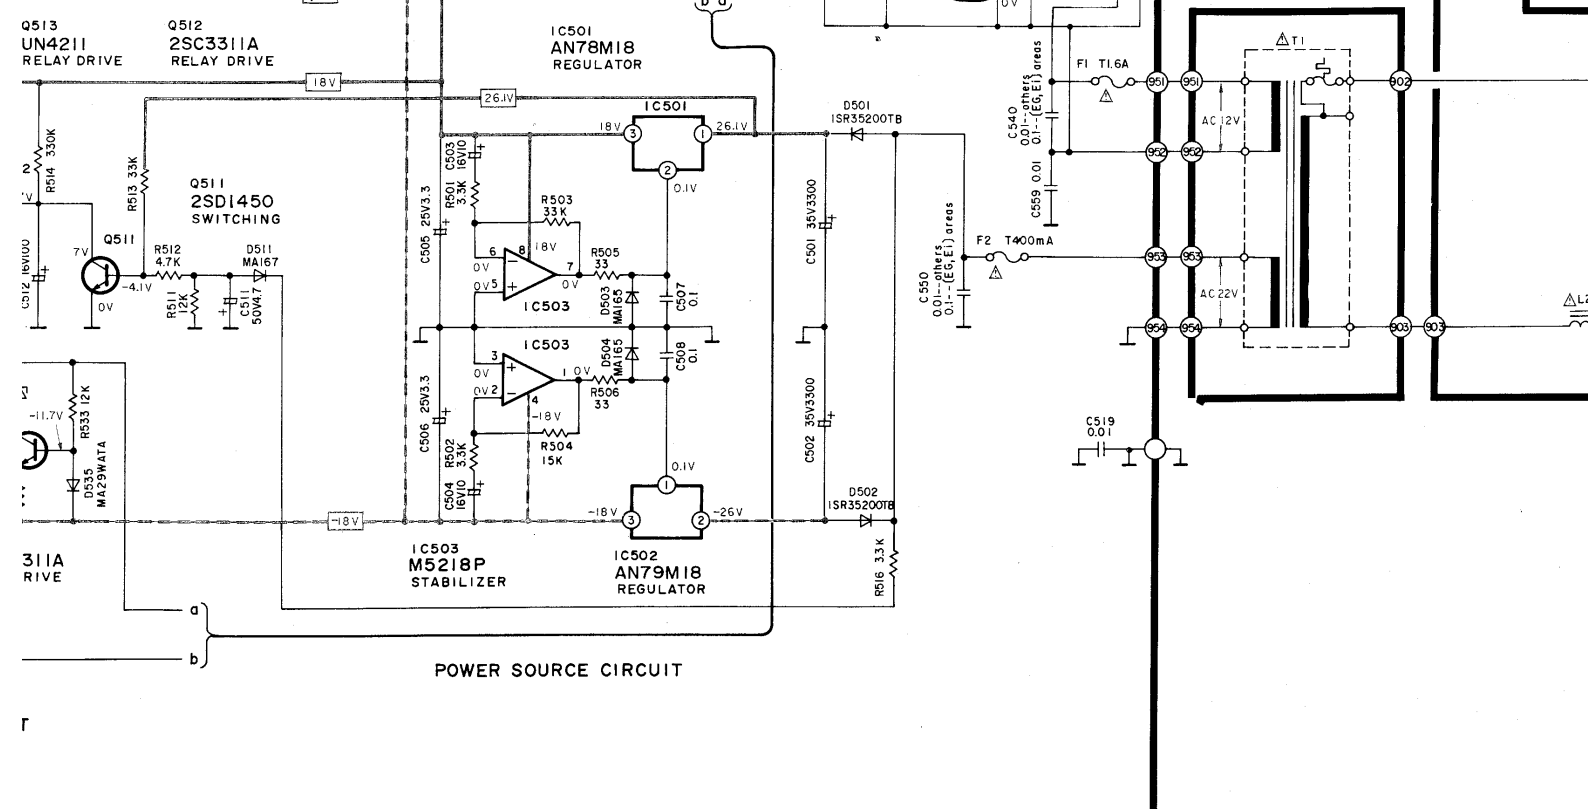 b a
0V
Q513
UN4211
RELAY DRIVE
Q512
2SC3311A
RELAY DRIVE
IC501
AN78M18
REGULATOR
T1
F1 T1.6A
18V
26.1V
IC501
18V 3
1 26.1V
2
0.1V
D501
1SR35200TB
951 951
902
C540
0.01--others
0.1--(EG,Ei) areas
AC12V
952 952
C559 0.01
R514 330K
R513 33K
2
V
C503
16V10
R501
3.3K
C505 25V3.3
Q511
2SD1450
SWITCHING
R503
33K
C501 35V3300
C550
0.01--others
0.1--(EG,Ei) areas
F2 T400mA
Q511
7V
R512
4.7K
D511
MA167
-4.1V
0V
C512 16V100
R511
12K
C511
50V4.7
6
0V
8
18V
7
0V
0V 5
R505
33
IC503
D503
MA165
C507
0.1
953 953
AC22V
954 954
903 903
L2
IC503
3
0V
1 0V
0V 2
4
-18V
R506
33
D504
MA165
C508
0.1
R504
15K
C506 25V3.3
R502
3.3K
C504
16V10
C502 35V3300
-11.7V
R533 12K
D535
MA29WATA
C519
0.01
0.1V
1
-18V
-18V 3
2 -26V
D502
1SR35200TB
R516 3.3K
311A
RIVE
IC503
M5218P
STABILIZER
IC502
AN79M18
REGULATOR
a
b
POWER SOURCE CIRCUIT
T